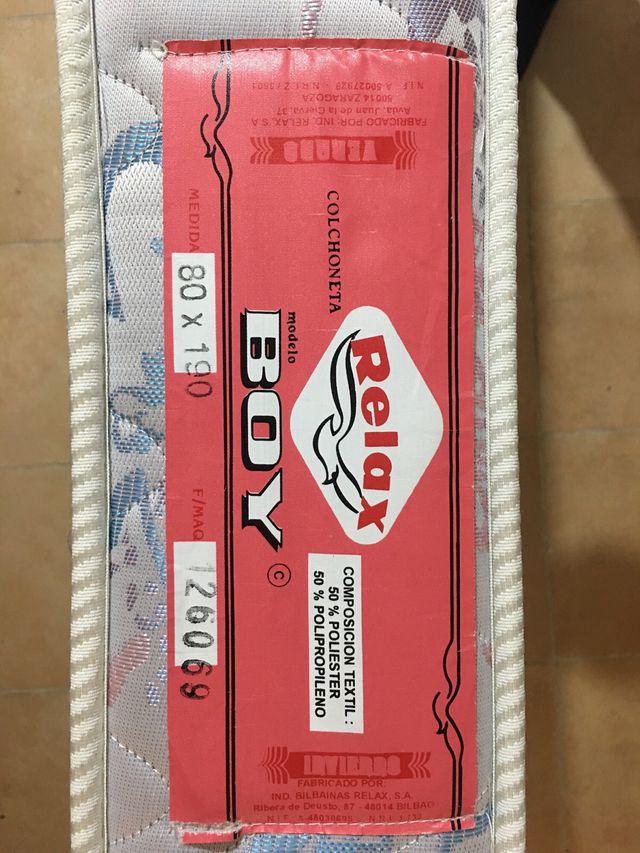 COLCHONETA
Relax
modelo
BOY ©
COMPOSICION TEXTIL :
50 % POLIESTER
50 % POLIPROPILENO
MEDIDA 80 x 190
F/MAQ 126069
VERANO
FABRICADO POR: IND. RELAX, S.A
Avda. Juan de la Cierva, 37
50014 ZARAGOZA
FABRICADO POR:
IND. BILBAINAS RELAX, S.A.
Ribera de Deusto, 87 - 48014 BILBAO